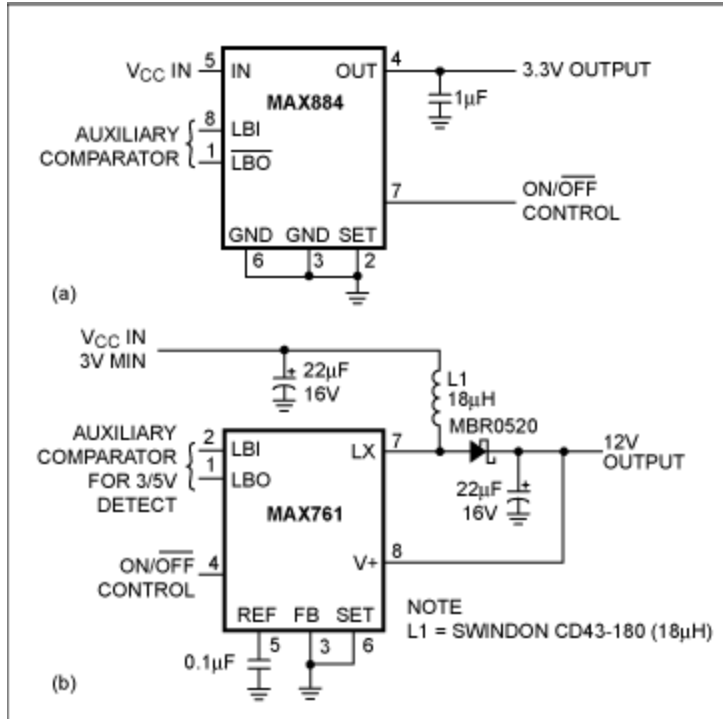 5
4
VCC IN
IN
OUT
3.3V OUTPUT
MAX884
1µF
8
AUXILIARY
COMPARATOR
LBI
1
LBO
7
ON/OFF
CONTROL
GND
GND
SET
6
3
2
(a)
VCC IN
3V MIN
22µF
16V
L1
18µH
MBR0520
AUXILIARY
COMPARATOR
FOR 3/5V
DETECT
2
LBI
1
LBO
LX
7
12V
OUTPUT
22µF
16V
MAX761
V+
8
ON/OFF
CONTROL
4
REF
FB
SET
5
3
6
0.1µF
NOTE
L1 = SWINDON CD43-180 (18µH)
(b)